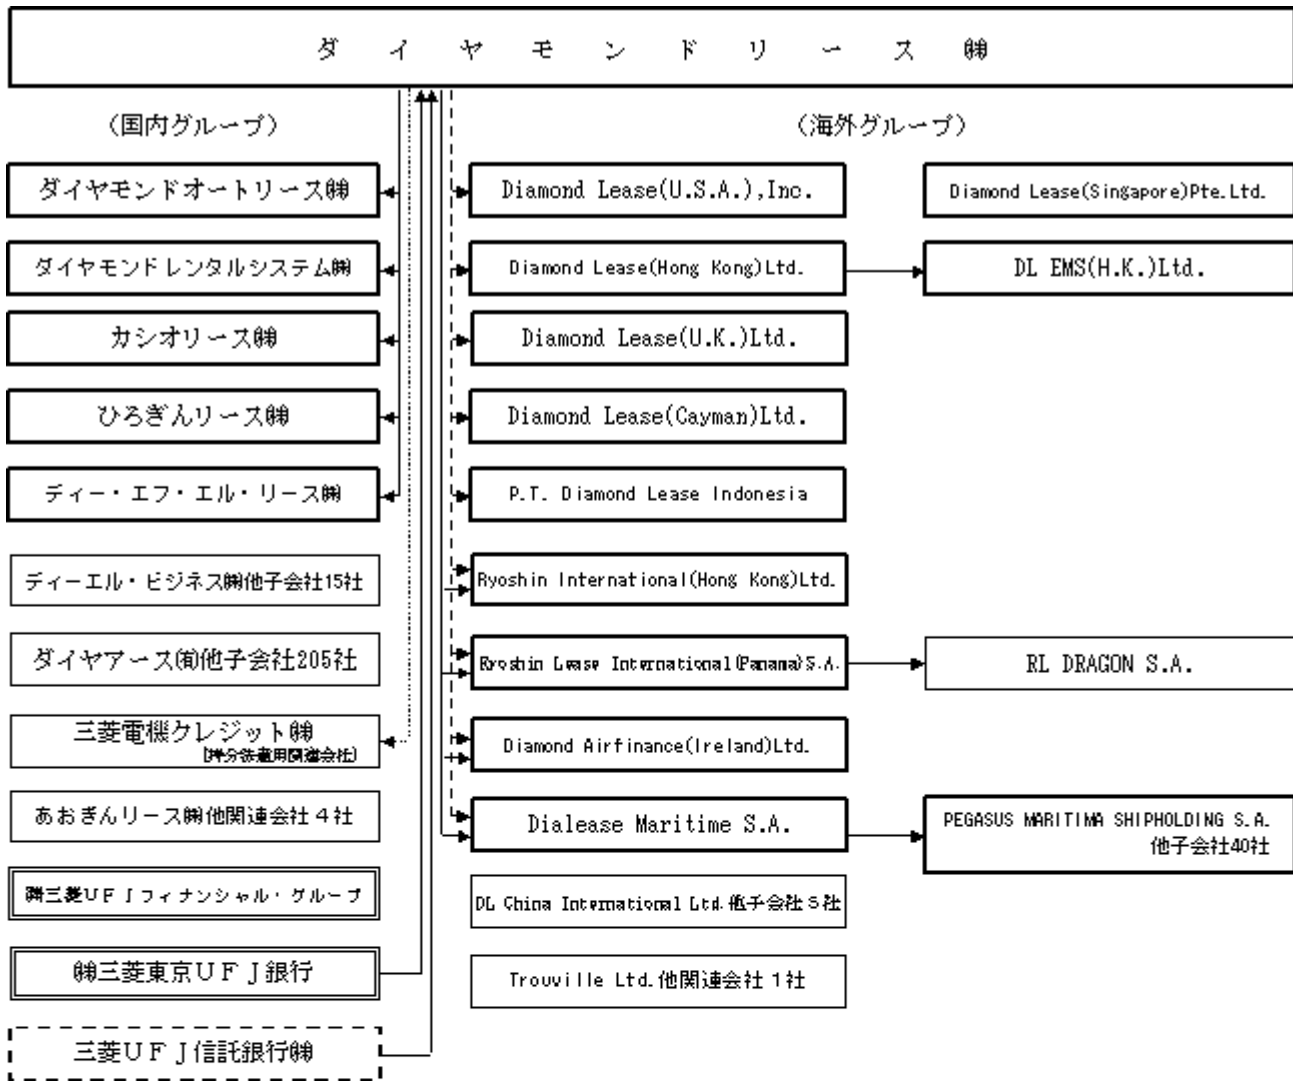 ダイヤモンドリース㈱
(国内グループ)
(海外グループ)
ダイヤモンドオートリース㈱
Diamond Lease(U.S.A.),Inc.
Diamond Lease(Singapore)Pte.Ltd.
ダイヤモンドレンタルシステム㈱
Diamond Lease(Hong Kong)Ltd.
DL EMS(H.K.)Ltd.
カシオリース㈱
Diamond Lease(U.K.)Ltd.
ひろぎんリース㈱
Diamond Lease(Cayman)Ltd.
ディー・エフ・エル・リース㈱
P.T. Diamond Lease Indonesia
ディーエル・ビジネス㈱他子会社15社
Ryoshin International(Hong Kong)Ltd.
ダイヤアース㈲他子会社205社
Ryoshin Lease International(Panama)S.A.
RL DRAGON S.A.
三菱電機クレジット㈱
[持分法適用関連会社]
Diamond Airfinance(Ireland)Ltd.
あおぎんリース㈱他関連会社４社
Dialease Maritime S.A.
PEGASUS MARITIMA SHIPHOLDING S.A.
他子会社40社
㈱三菱ＵＦＪフィナンシャル・グループ
DL China International Ltd.他子会社５社
㈱三菱東京ＵＦＪ銀行
Trouville Ltd.他関連会社１社
三菱ＵＦＪ信託銀行㈱